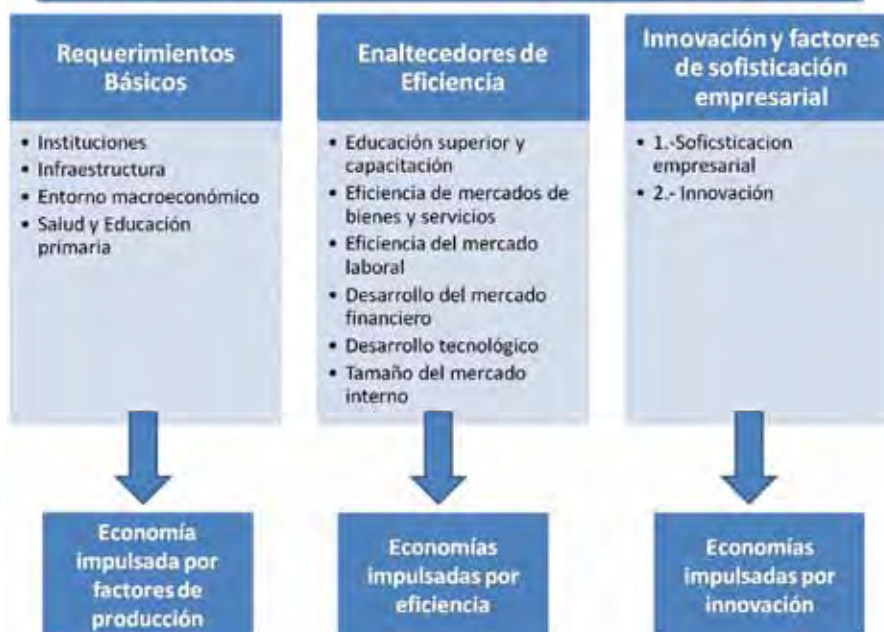 Requerimientos
Básicos
• Instituciones
• Infraestructura
• Entorno macroeconómico
• Salud y Educación
primaria
Economía
impulsada por
factores de
producción
Enaltecedores de
Eficiencia
• Educación superior y
capacitación
• Eficiencia de mercados de
bienes y servicios
• Eficiencia del mercado
laboral
• Desarrollo del mercado
financiero
• Desarrollo tecnológico
• Tamaño del mercado
interno
Economías
impulsadas por
eficiencia
Innovación y factores
de sofisticación
empresarial
• 1.-Soficsticacion
empresarial
• 2.- Innovación
Economías
impulsadas por
innovación